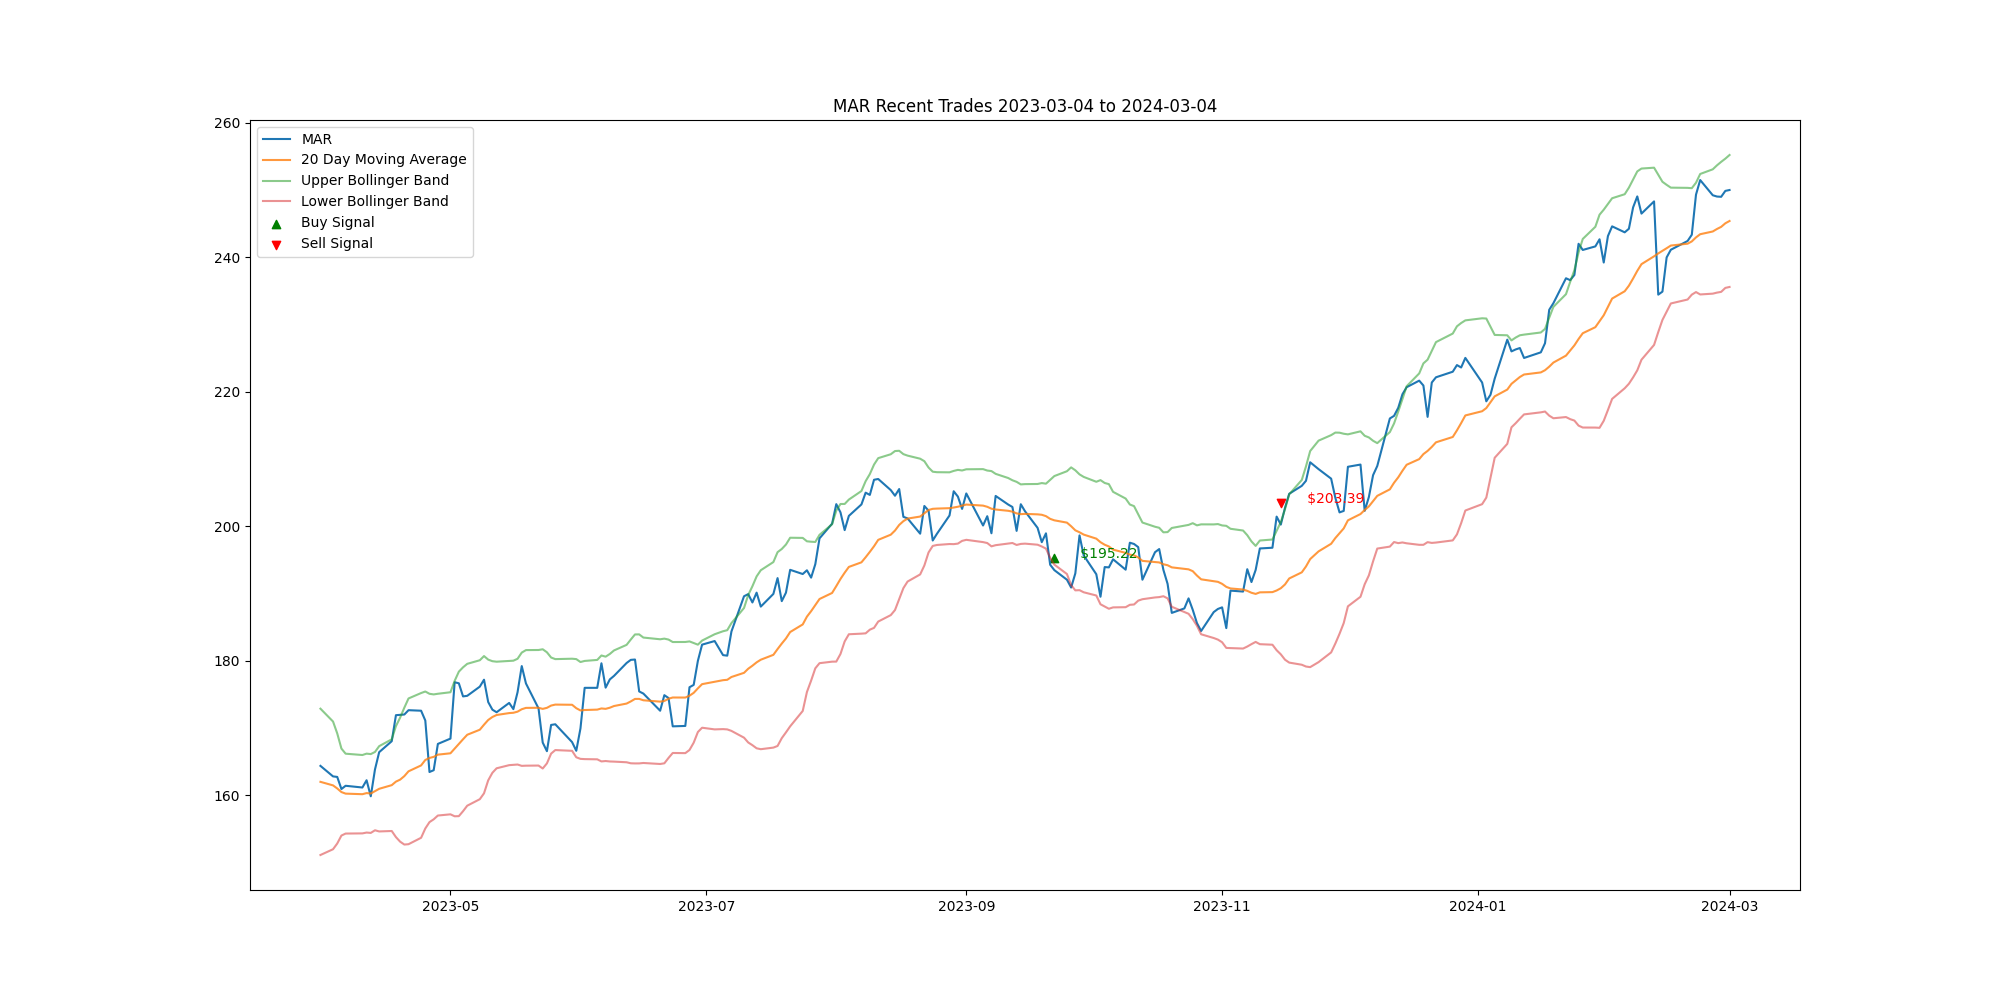 MAR Recent Trades 2023-03-04 to 2024-03-04
260
240
220
200
180
160
MAR
20 Day Moving Average
Upper Bollinger Band
Lower Bollinger Band
Buy Signal
Sell Signal
$203.39
$195.22
2023-05
2023-07
2023-09
2023-11
2024-01
2024-03